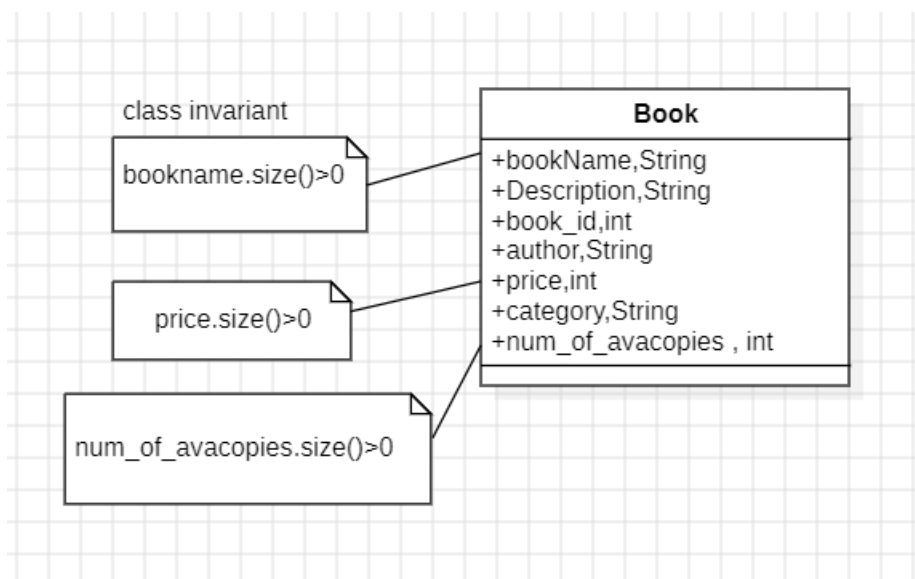 class invariant
bookname.size()>0
price.size()>0
num_of_avacopies.size()>0
Book
+bookName,String
+Description,String
+book_id,int
+author,String
+price,int
+category,String
+num_of_avacopies , int